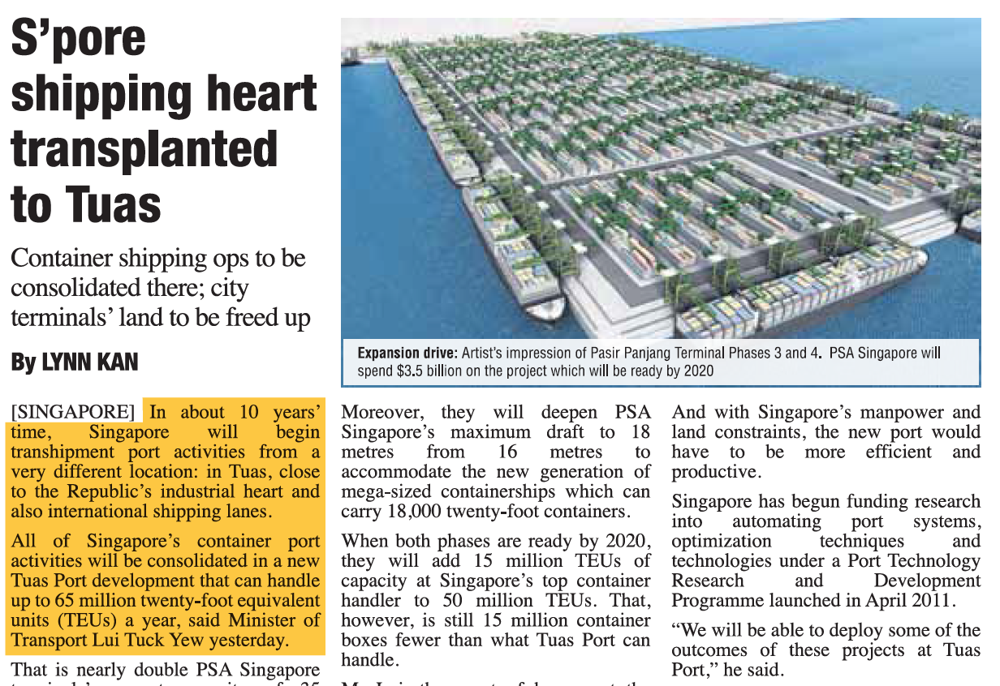 S'pore
shipping heart
transplanted
to Tuas
Container shipping ops to be
consolidated there; city
terminals' land to be freed up
By LYNN KAN
Expansion drive: Artist's impression of Pasir Panjang Terminal Phases 3 and 4. PSA Singapore will
spend $3.5 billion on the project which will be ready by 2020
[SINGAPORE] In about 10 years'
time, Singapore will begin
transhipment port activities from a
very different location: in Tuas, close
to the Republic's industrial heart and
also international shipping lanes.
All of Singapore's container port
activities will be consolidated in a new
Tuas Port development that can handle
up to 65 million twenty-foot equivalent
units (TEUs) a year, said Minister of
Transport Lui Tuck Yew yesterday.
That is nearly double PSA Singapore
Moreover, they will deepen PSA
Singapore's maximum draft to 18
metres from 16 metres to
accommodate the new generation of
mega-sized containerships which can
carry 18,000 twenty-foot containers.
When both phases are ready by 2020,
they will add 15 million TEUs of
capacity at Singapore's top container
handler to 50 million TEUs. That,
however, is still 15 million container
boxes fewer than what Tuas Port can
handle.
And with Singapore's manpower and
land constraints, the new port would
have to be more efficient and
productive.
Singapore has begun funding research
into automating port systems,
optimization techniques and
technologies under a Port Technology
Research and Development
Programme launched in April 2011.
“We will be able to deploy some of the
outcomes of these projects at Tuas
Port,” he said.